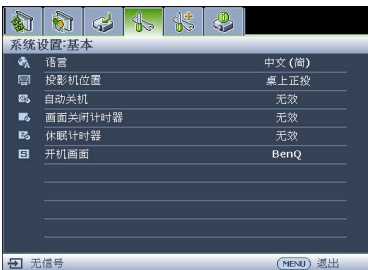 系统设置:基本
语言 中文 (简)
投影机位置 桌上正投
自动关机 无效
画面关闭计时器 无效
休眠计时器 无效
开机画面 BenQ
无信号 MENU 退出